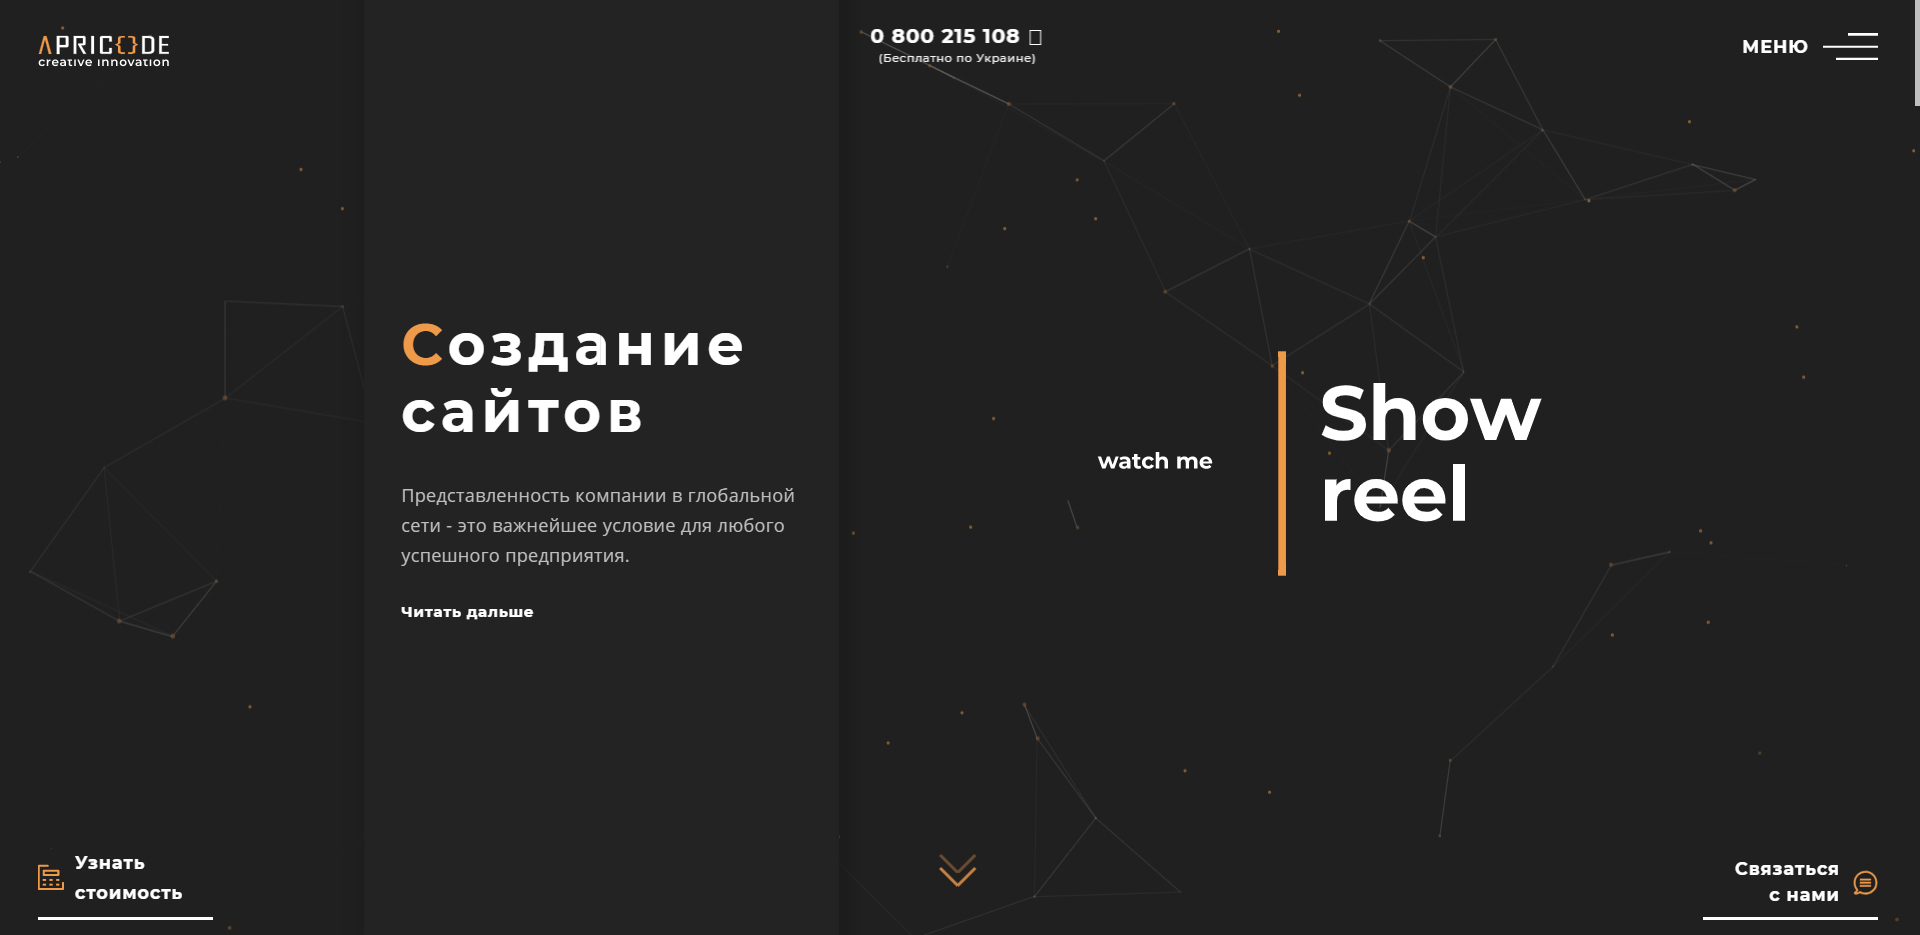 APRIC{}DE
creative innovation
0 800 215 108
(Бесплатно по Украине)
МЕНЮ
Создание
сайтов
Представленность компании в глобальной
сети - это важнейшее условие для любого
успешного предприятия.
Читать дальше
watch me
Show
reel
Узнать
стоимость
Связаться
с нами